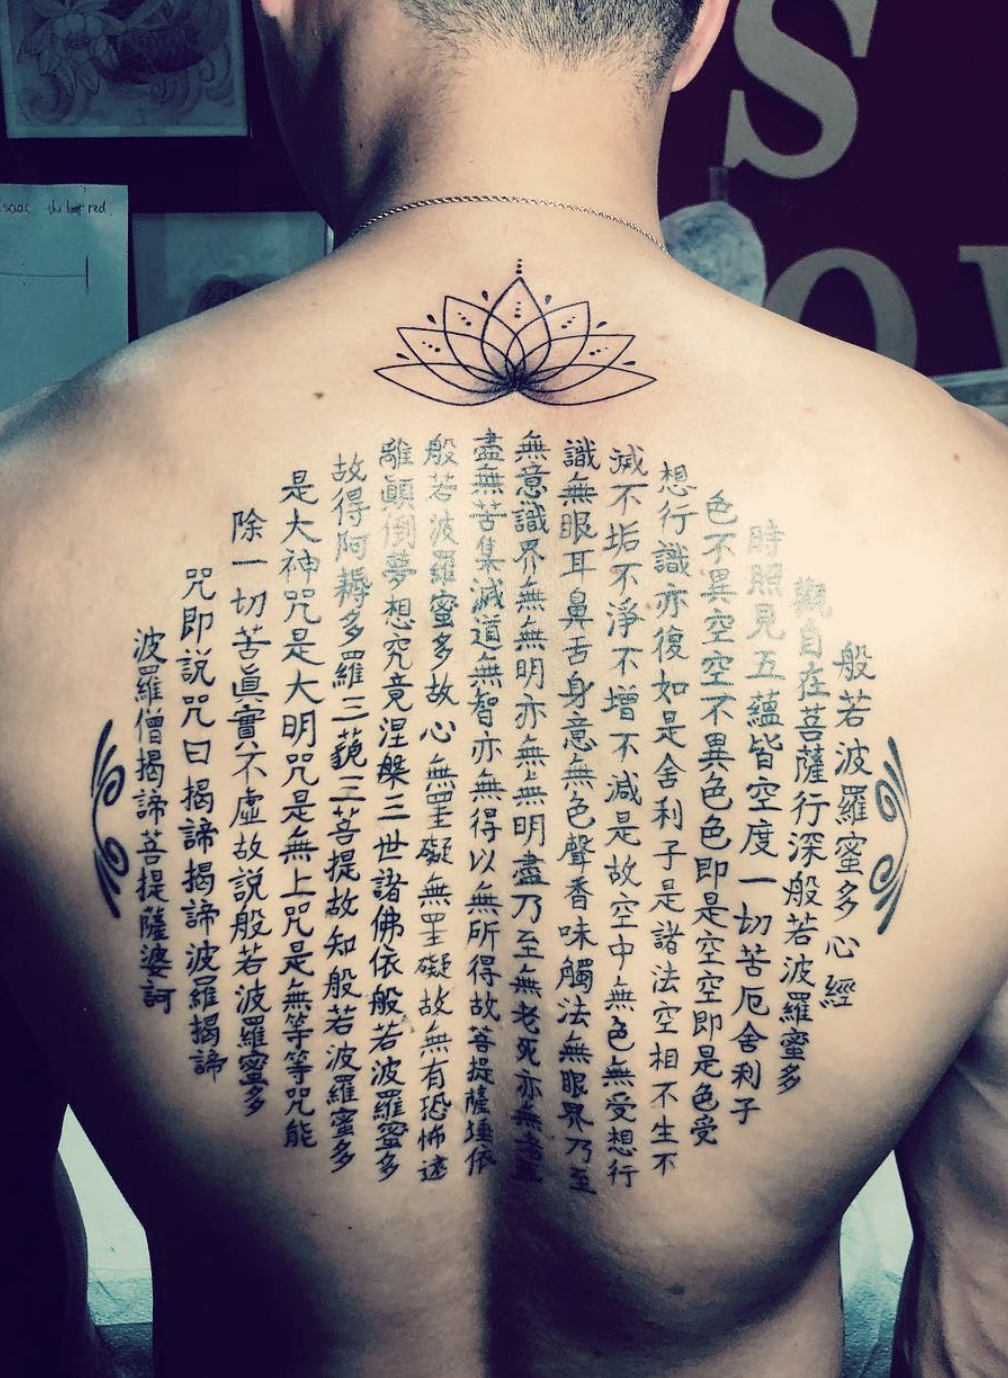 般若波羅蜜多心經
觀自在菩薩行深般若波羅蜜多
時照見五蘊皆空度一切苦厄舍利子
色不異空空不異色色即是空空即是色受
想行識亦復如是舍利子是諸法空相不生不
滅不垢不淨不增不減是故空中無色無受想行
識無眼耳鼻舌身意無色聲香味觸法無眼界乃至
無意識界無無明亦無無明盡乃至無老死亦無老
盡無苦集滅道無智亦無得以無所得故菩提薩埵依
般若波羅蜜多故心無罣礙無罣礙故無有恐怖遠
離顛倒夢想究竟涅槃三世諸佛依般若波羅蜜多
故得阿耨多羅三藐三菩提故知般若波羅蜜多
是大神咒是大明咒是無上咒是無等等咒能
除一切苦眞實不虛故説般若波羅蜜多
咒即説咒曰揭諦揭諦波羅揭諦
波羅僧揭諦菩提薩婆訶
S